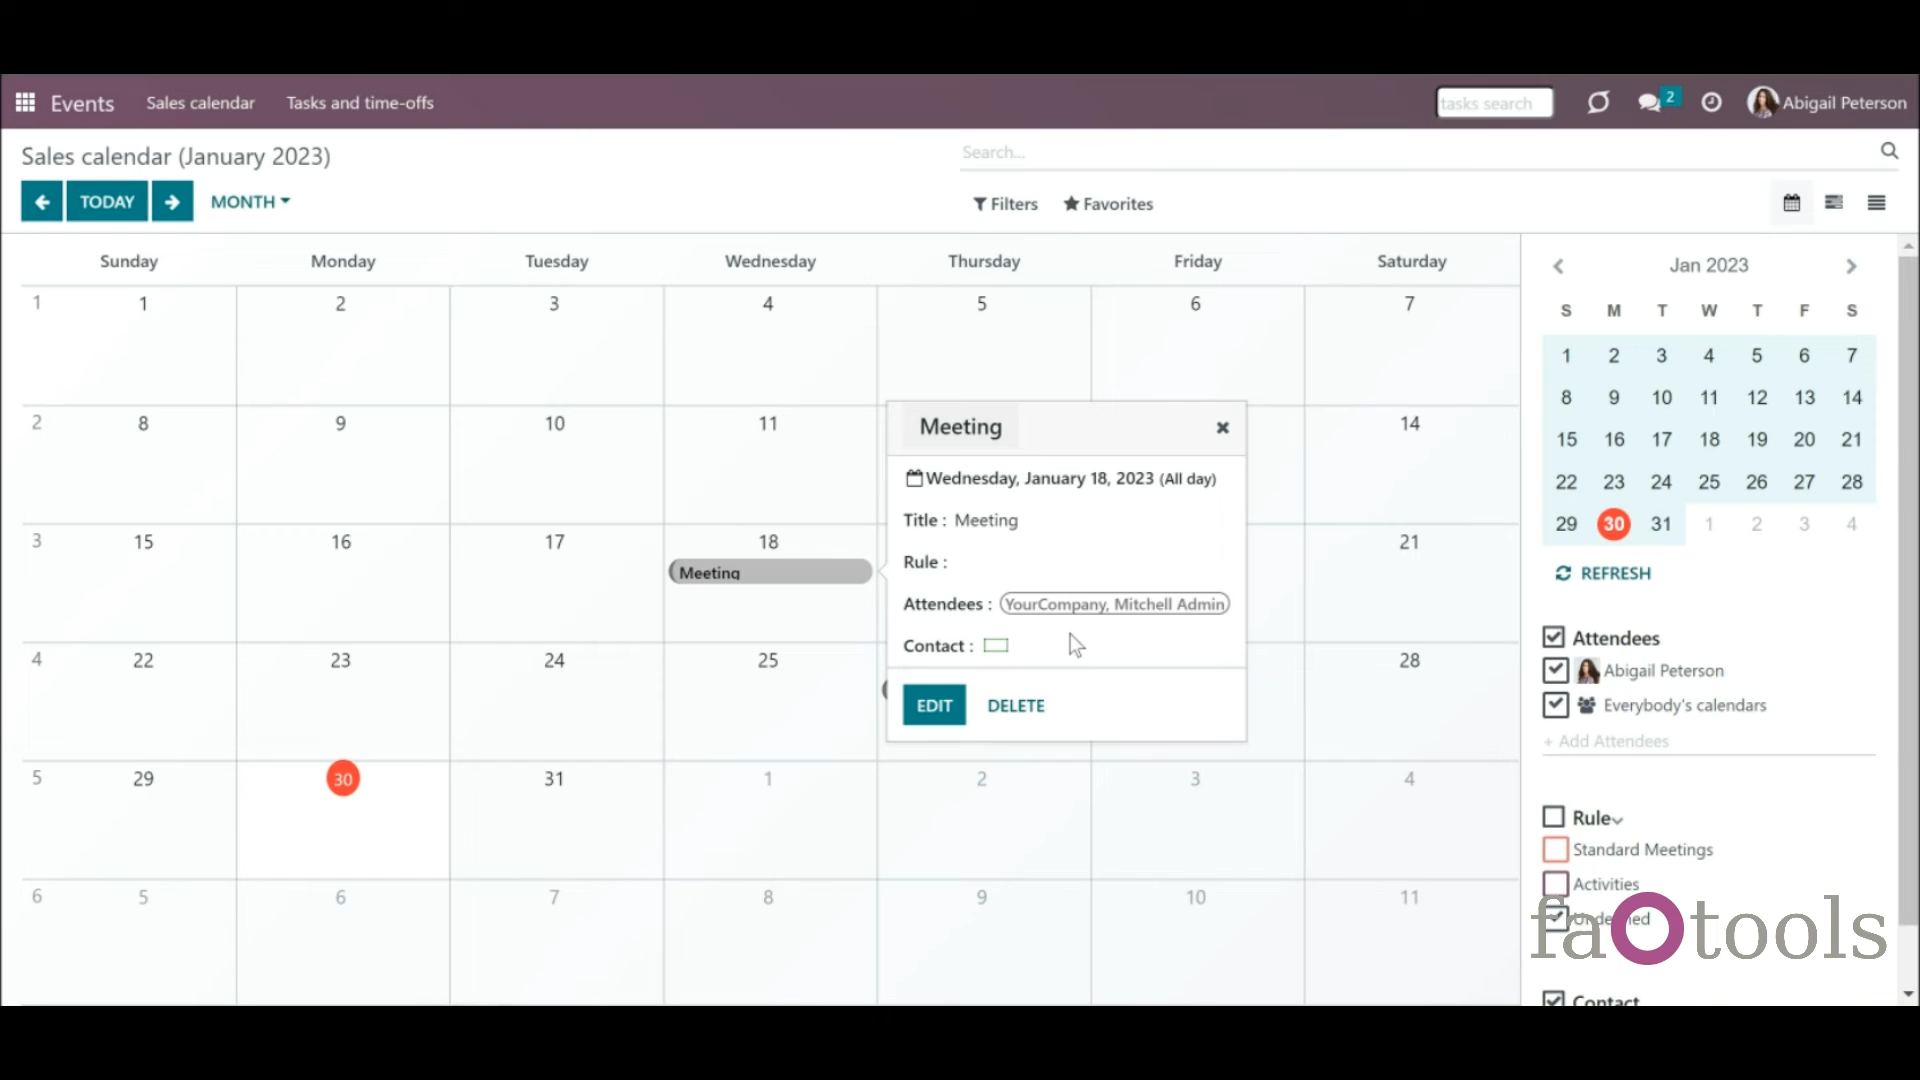 Events Sales calendar Tasks and time-offs tasks search 2 Abigail Peterson
Sales calendar (January 2023) Search...
TODAY MONTH Filters Favorites
Sunday Monday Tuesday Wednesday Thursday Friday Saturday
1 1 2 3 4 5 6 7
2 8 9 10 11 14
3 15 16 17 18 21
Meeting
4 22 23 24 25 28
5 29 30 31 1 2 3 4
6 5 6 7 8 9 10 11
Meeting
Wednesday, January 18, 2023 (All day)
Title : Meeting
Rule :
Attendees : YourCompany, Mitchell Admin
Contact :
EDIT DELETE
Jan 2023
S M T W T F S
1 2 3 4 5 6 7
8 9 10 11 12 13 14
15 16 17 18 19 20 21
22 23 24 25 26 27 28
29 30 31 1 2 3 4
REFRESH
Attendees
Abigail Peterson
Everybody's calendars
+ Add Attendees
Rule
Standard Meetings
Activities
faotools
Contact